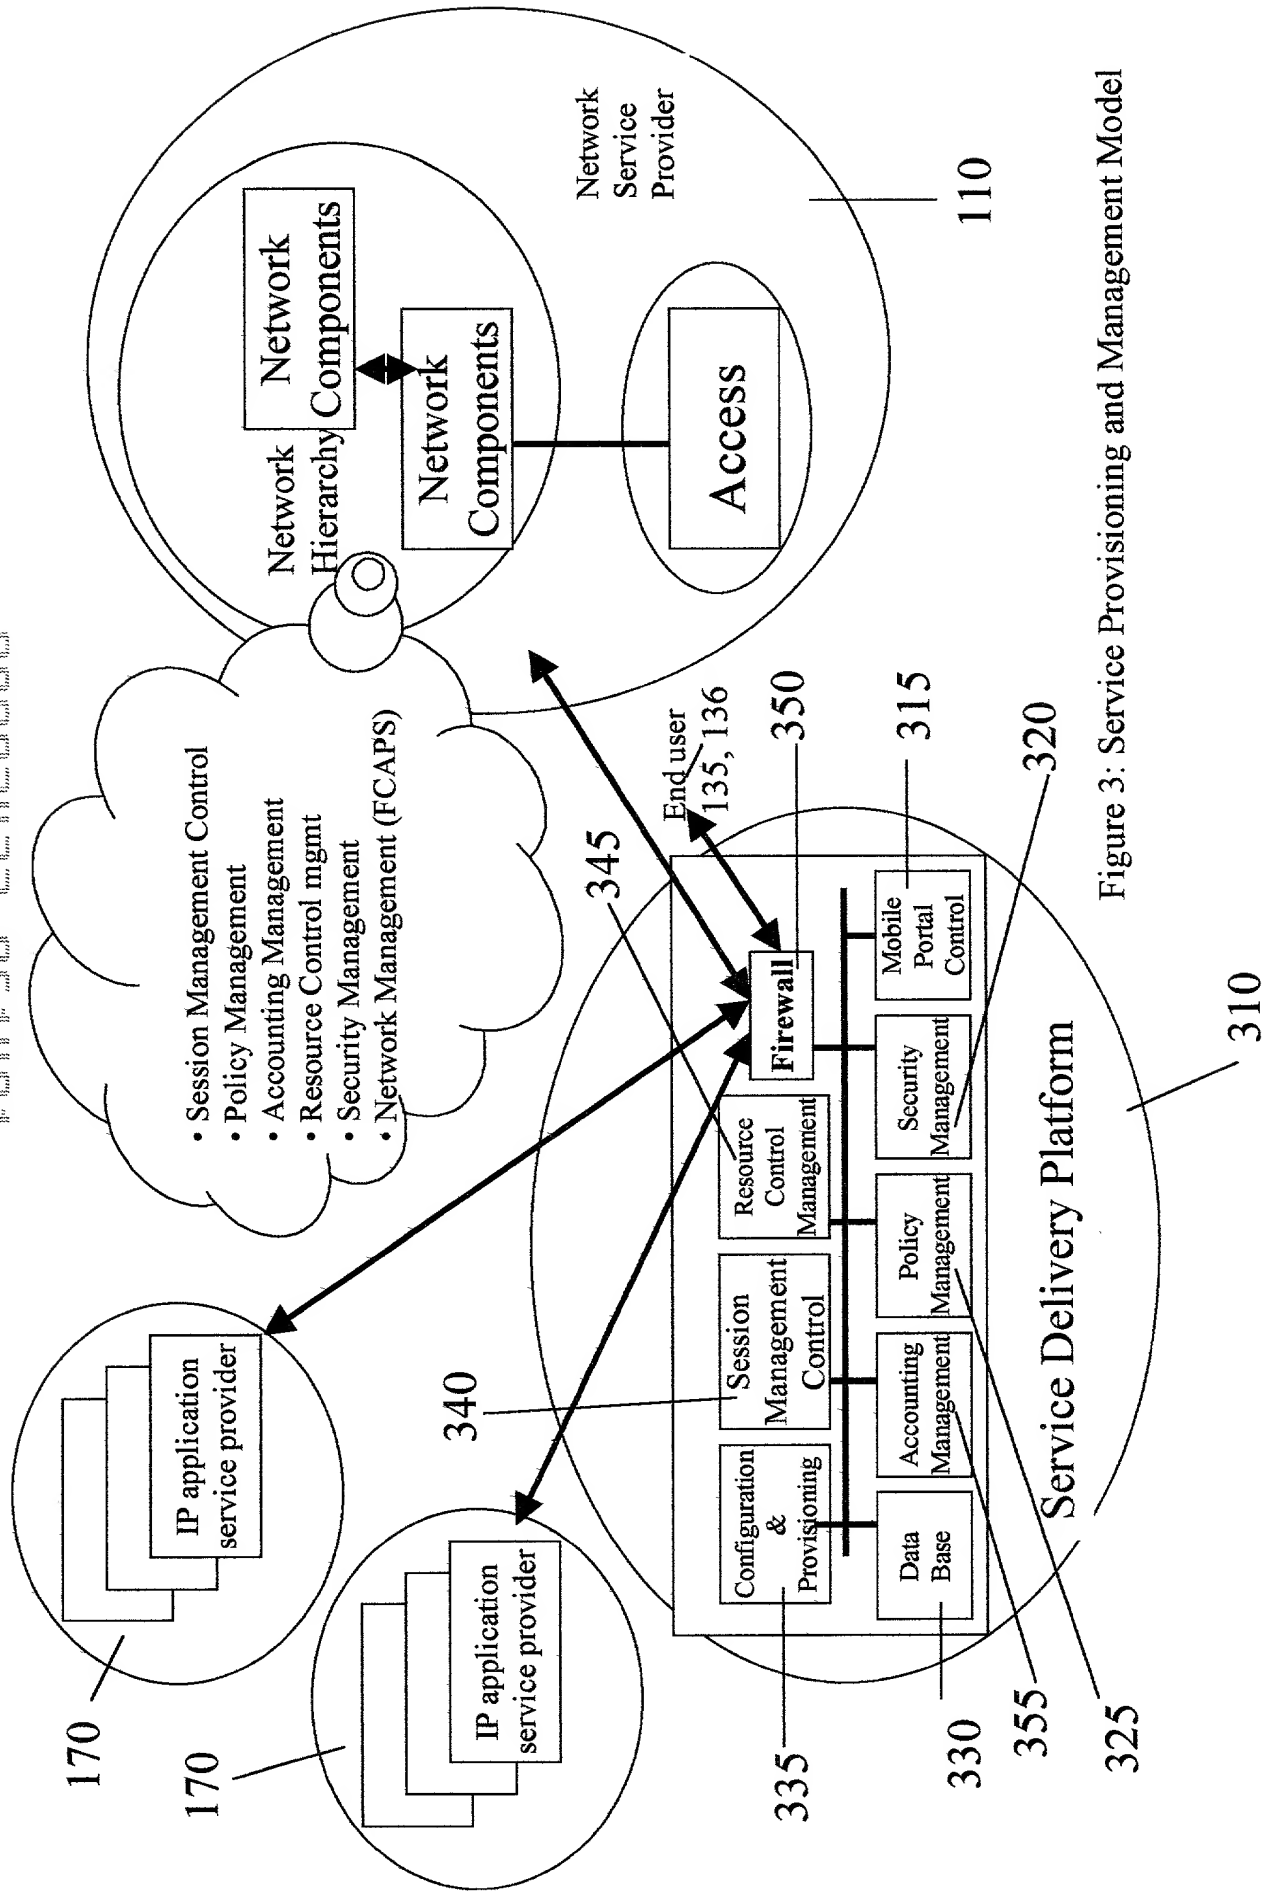 170
170
IP application
service provider
IP application
service provider
• Session Management Control
• Policy Management
• Accounting Management
• Resource Control mgmt
• Security Management
• Network Management (FCAPS)
Network
Hierarchy
Network
Components
Network
Components
Access
Network
Service
Provider
110
End user
135, 136
350
315
320
345
340
335
330
355
325
310
Configuration
&
Provisioning
Session
Management
Control
Resource
Control
Management
Firewall
Data
Base
Accounting
Management
Policy
Management
Security
Management
Mobile
Portal
Control
Service Delivery Platform
Figure 3: Service Provisioning and Management Model